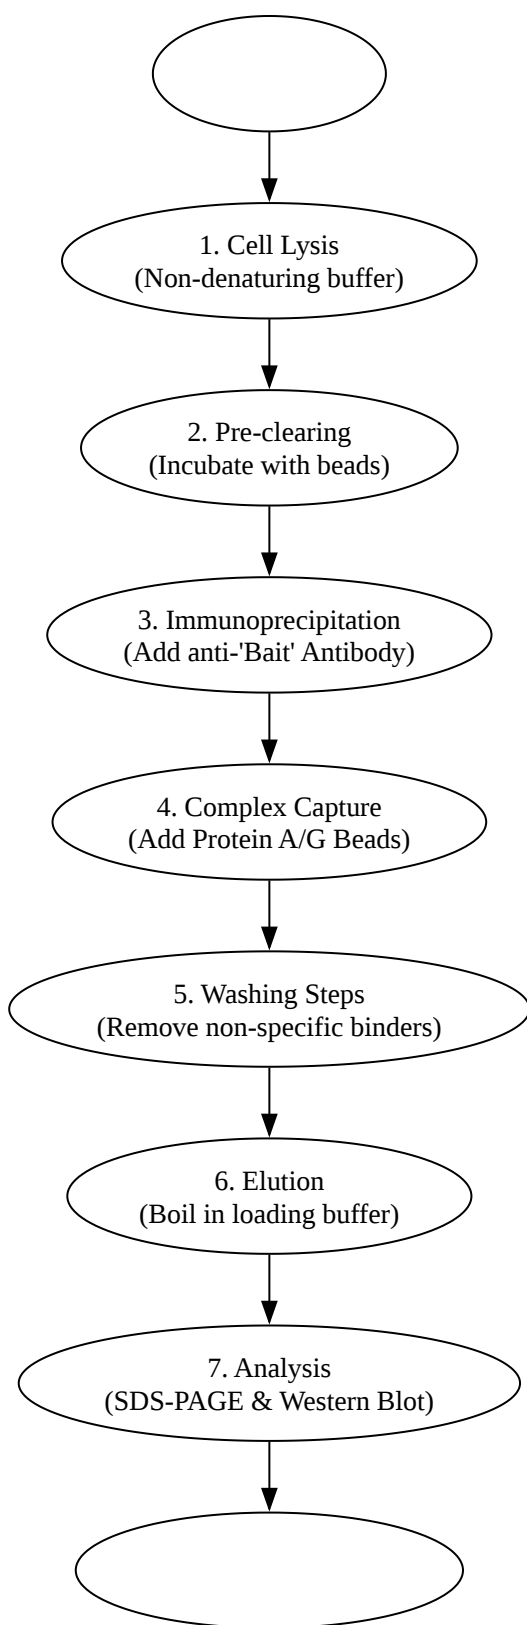 1. Cell Lysis
(Non-denaturing buffer)
2. Pre-clearing
(Incubate with beads)
3. Immunoprecipitation
(Add anti-'Bait' Antibody)
4. Complex Capture
(Add Protein A/G Beads)
5. Washing Steps
(Remove non-specific binders)
6. Elution
(Boil in loading buffer)
7. Analysis
(SDS-PAGE & Western Blot)